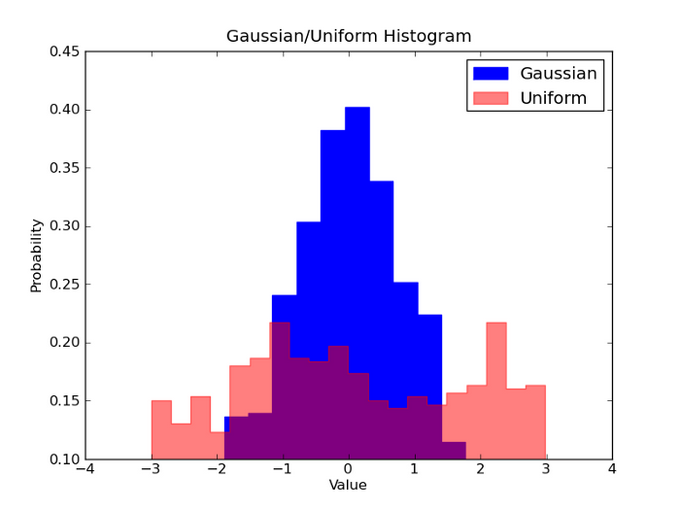 Gaussian/Uniform Histogram
0.45
0.40
0.35
0.30
0.25
0.20
0.15
0.10
Probability
Gaussian
Uniform
−4 −3 −2 −1 0 1 2 3 4
Value